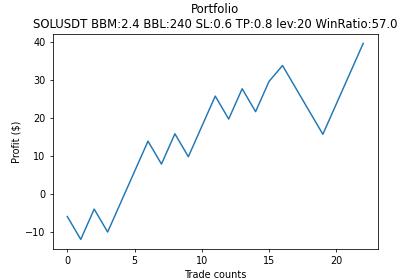 Portfolio
SOLUSDT BBM:2.4 BBL:240 SL:0.6 TP:0.8 lev:20 WinRatio:57.0
40
30
20
10
0
−10
Profit ($)
0 5 10 15 20
Trade counts